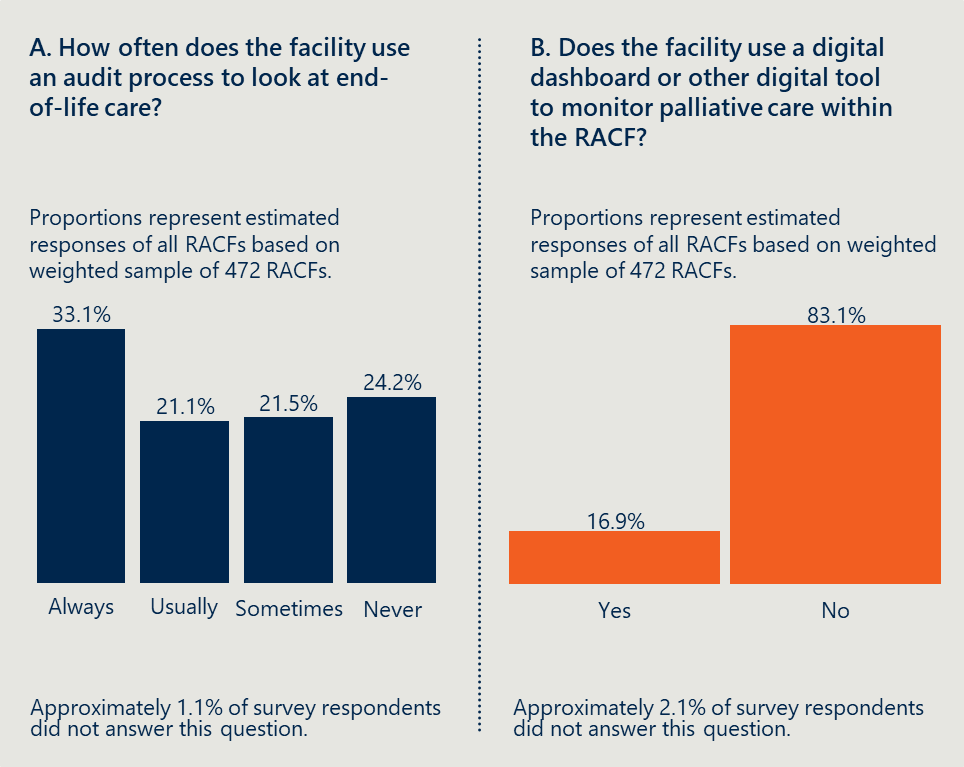 A. How often does the facility use
an audit process to look at end-
of-life care?
Proportions represent estimated
responses of all RACFs based on
weighted sample of 472 RACFs.
33.1%
21.1%
21.5%
24.2%
Always
Usually
Sometimes
Never
Approximately 1.1% of survey respondents
did not answer this question.
B. Does the facility use a digital
dashboard or other digital tool
to monitor palliative care within
the RACF?
Proportions represent estimated
responses of all RACFs based on weighted
sample of 472 RACFs.
16.9%
83.1%
Yes
No
Approximately 2.1% of survey respondents
did not answer this question.